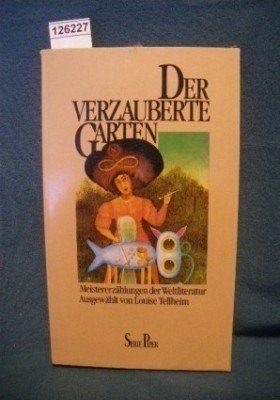 126227
DER
VERZAUBERTE
GARTEN
Meistererzählungen der Weltliteratur
Ausgewählt von Louise Tellheim
SERIE PIPER